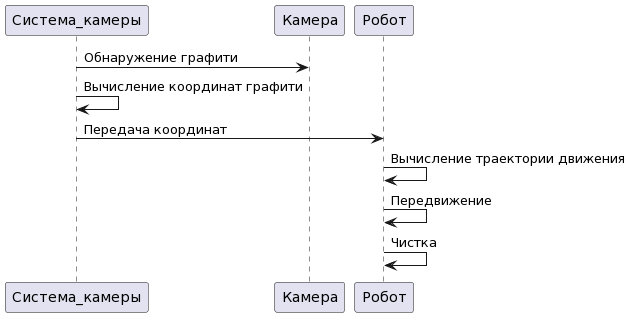 Система_камеры
Камера
Робот
Обнаружение графити
Вычисление координат графити
Передача координат
Вычисление траектории движения
Передвижение
Чистка
Система_камеры
Камера
Робот